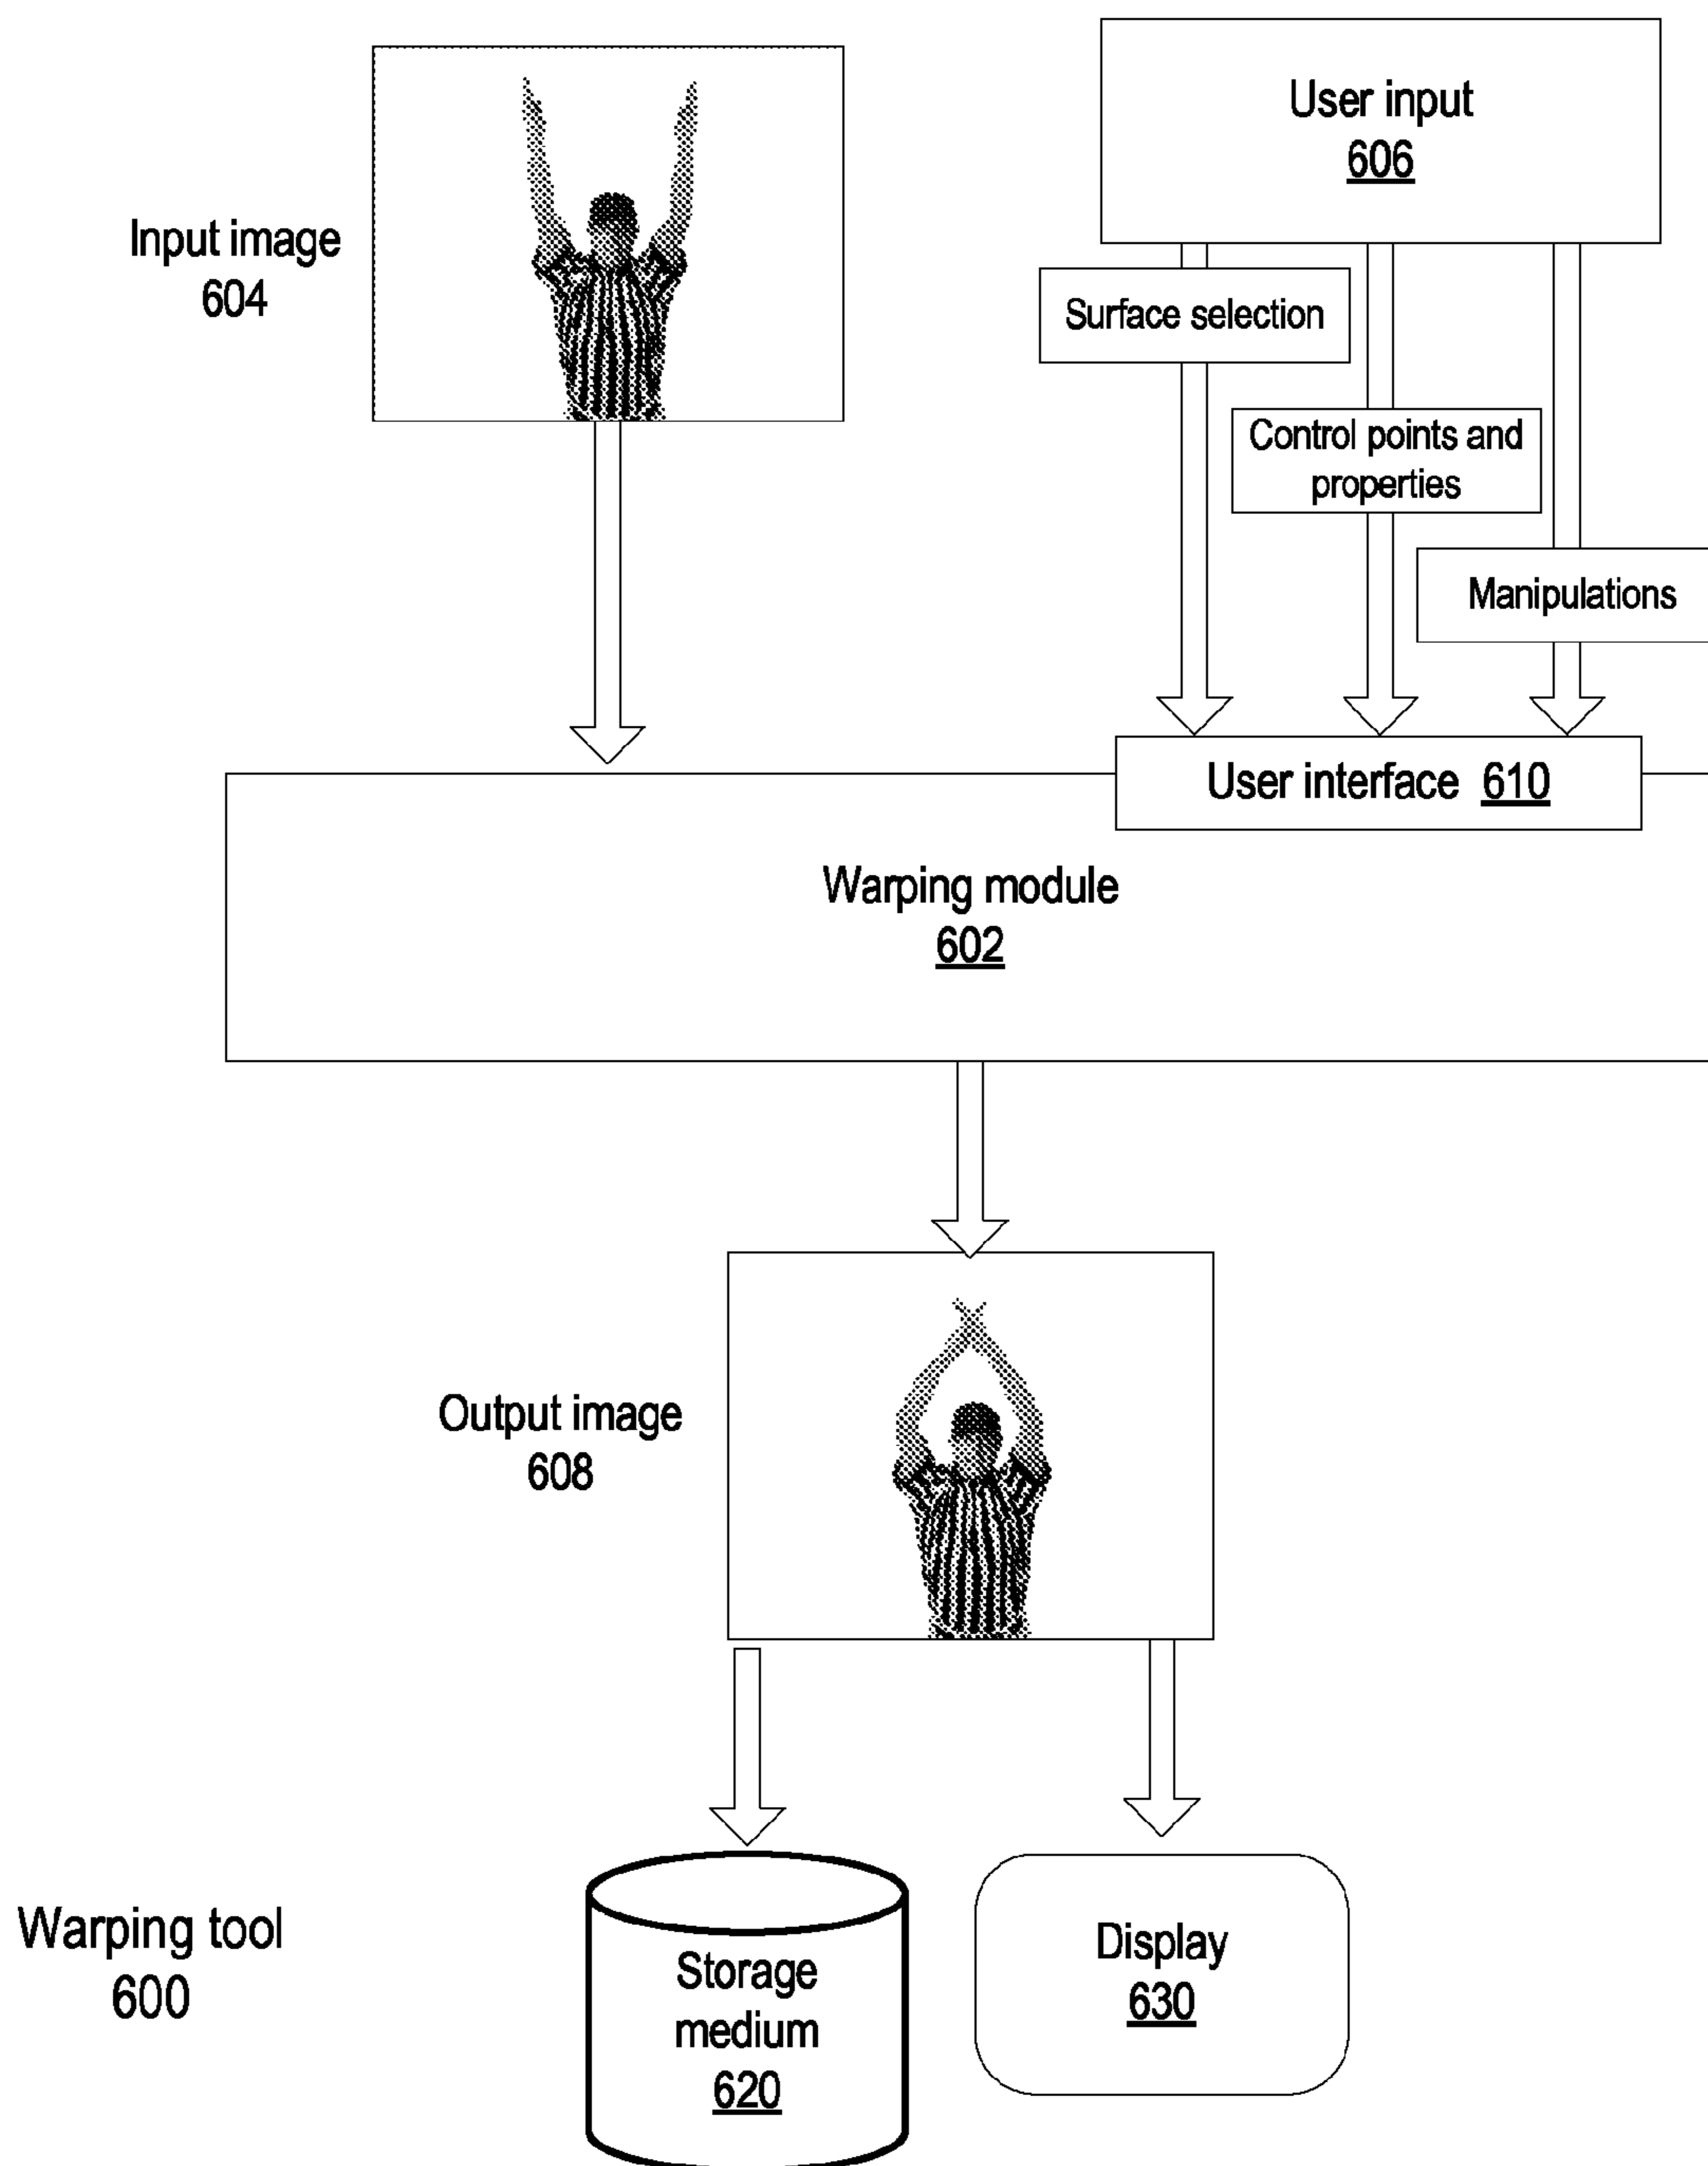 User input
606
Input image
604
Surface selection
Control points and
properties
Manipulations
User interface 610
Warping module
602
Output image
608
Warping tool
600
Storage
medium
620
Display
630